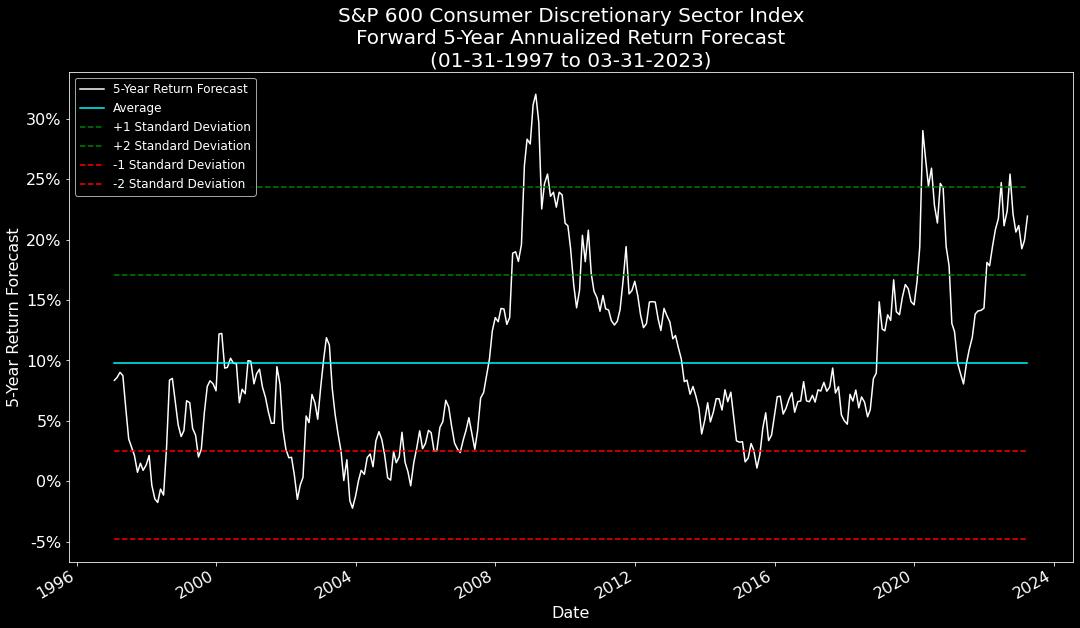 S&P 600 Consumer Discretionary Sector Index
Forward 5-Year Annualized Return Forecast
(01-31-1997 to 03-31-2023)
5-Year Return Forecast
Average
+1 Standard Deviation
+2 Standard Deviation
-1 Standard Deviation
-2 Standard Deviation
5-Year Return Forecast
30%
25%
20%
15%
10%
5%
0%
-5%
1996
2000
2004
2008
2012
2016
2020
2024
Date